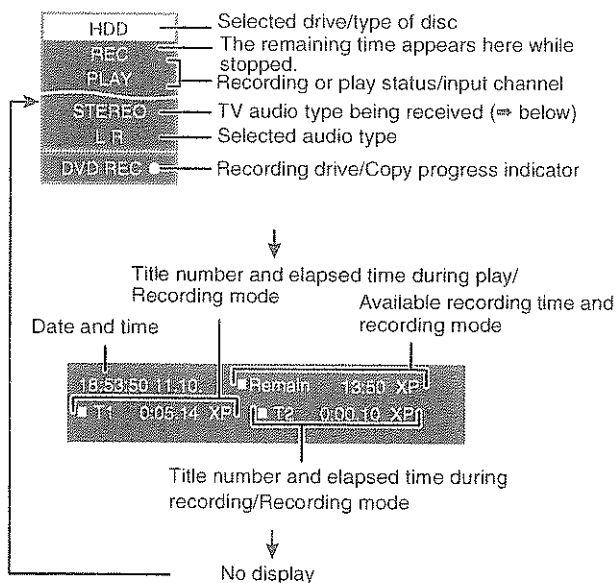 HDD
Selected drive/type of disc
REC
The remaining time appears here while
stopped.
PLAY
Recording or play status/input channel
STEREO
TV audio type being received (➡ below)
L R
Selected audio type
DVD REC
Recording drive/Copy progress indicator
Title number and elapsed time during play/
Recording mode
Available recording time and
recording mode
Date and time
18:53:50 11.10.
Remain 13:50 XP
T1 0:05.14 XP
T2 0:00.10 XP
Title number and elapsed time during
recording/Recording mode
No display